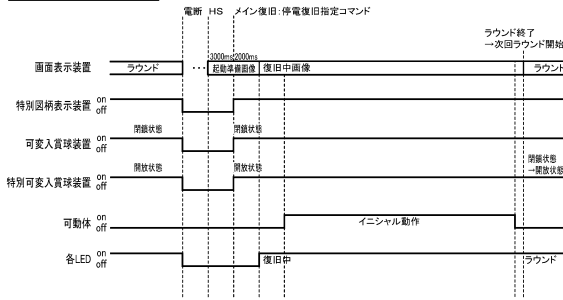 電断 HS メイン復旧：停電復旧指定コマンド
ラウンド終了
→次回ラウンド開始
3000ms 2000ms
画面表示装置 ラウンド ･･･ 起動準備画像 復旧中画像 ラウンド
特別図柄表示装置 on
off
閉鎖状態 閉鎖状態
可変入賞球装置 on
off
開放状態 開放状態 閉鎖状態
→開放状態
特別可変入賞球装置 on
off
可動体 on イニシャル動作
off
各LED on
off 復旧中 ラウンド